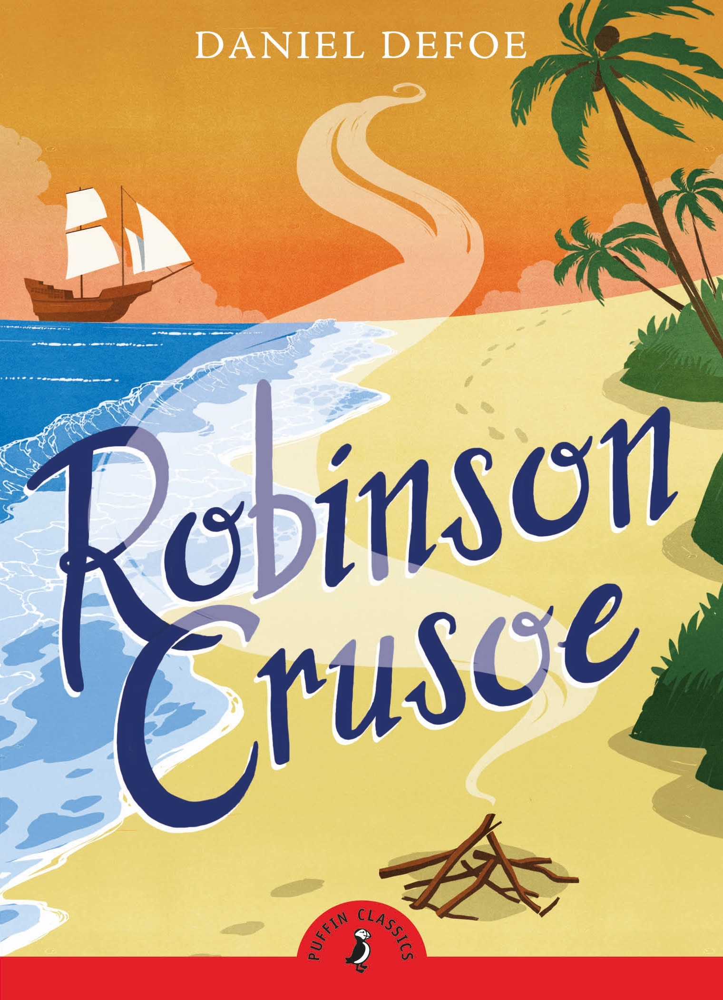 DANIEL DEFOE
Robinson
Crusoe
PUFFIN CLASSICS